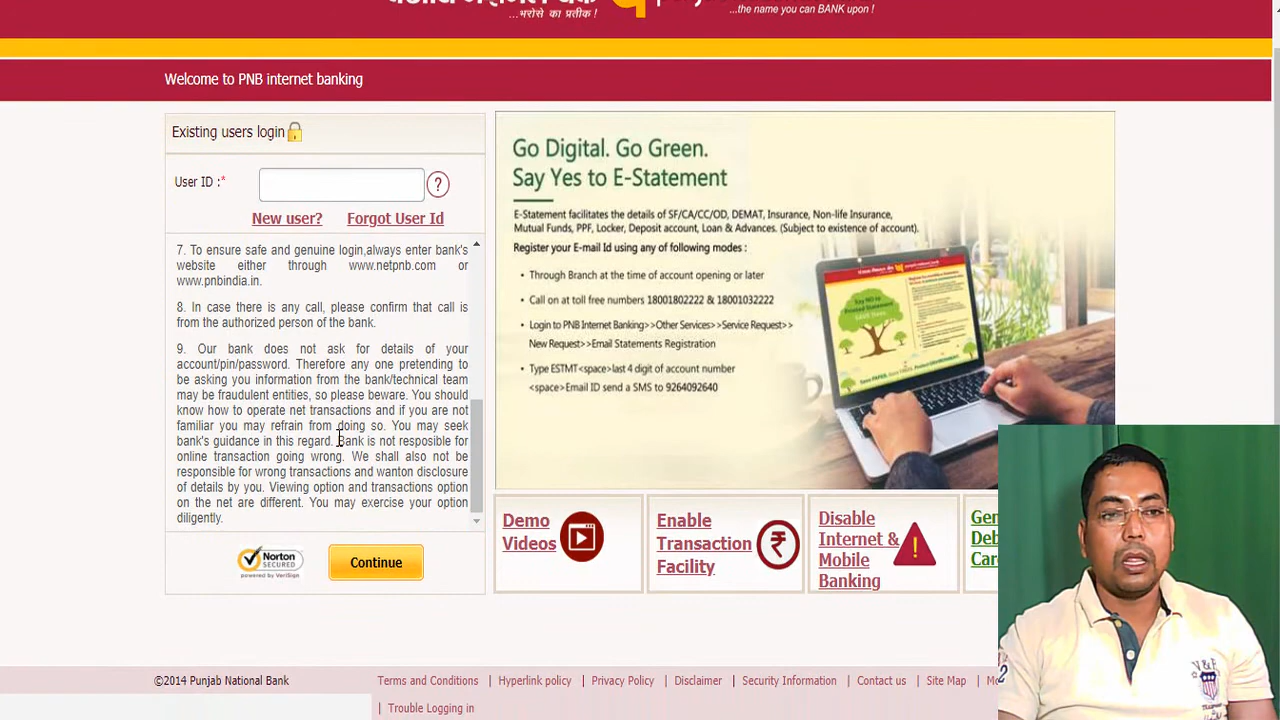 ...भरोसे का प्रतीक !
...the name you can BANK upon !
Welcome to PNB internet banking
Existing users login
User ID :*
?
New user? Forgot User Id
7. To ensure safe and genuine login,always enter bank's
website either through www.netpnb.com or
www.pnbindia.in.
8. In case there is any call, please confirm that call is
from the authorized person of the bank.
9. Our bank does not ask for details of your
account/pin/password. Therefore any one pretending to
be asking you information from the bank/technical team
may be fraudulent entities, so please beware. You should
know how to operate net transactions and if you are not
familiar you may refrain from doing so. You may seek
bank's guidance in this regard. Bank is not resposible for
online transaction going wrong. We shall also not be
responsible for wrong transactions and wanton disclosure
of details by you. Viewing option and transactions option
on the net are different. You may exercise your option
diligently.
Norton
SECURED
powered by VeriSign
Continue
Go Digital. Go Green.
Say Yes to E-Statement
E-Statement facilitates the details of SF/CA/CC/OD, DEMAT, Insurance, Non-life Insurance,
Mutual Funds, PPF, Locker, Deposit account, Loan & Advances. (Subject to existence of account).
Register your E-mail Id using any of following modes :
• Through Branch at the time of account opening or later
• Call on at toll free numbers 18001802222 & 18001032222
• Login to PNB Internet Banking>>Other Services>>Service Request>>
New Request>>Email Statements Registration
• Type ESTMT<space>last 4 digit of account number
<space>Email ID send a SMS to 9264092640
Demo
Videos
Enable
Transaction
Facility
Disable
Internet &
Mobile
Banking
Gen
Deb
Car
©2014 Punjab National Bank
Terms and Conditions | Hyperlink policy | Privacy Policy | Disclaimer | Security Information | Contact us | Site Map | Mo
| Trouble Logging in